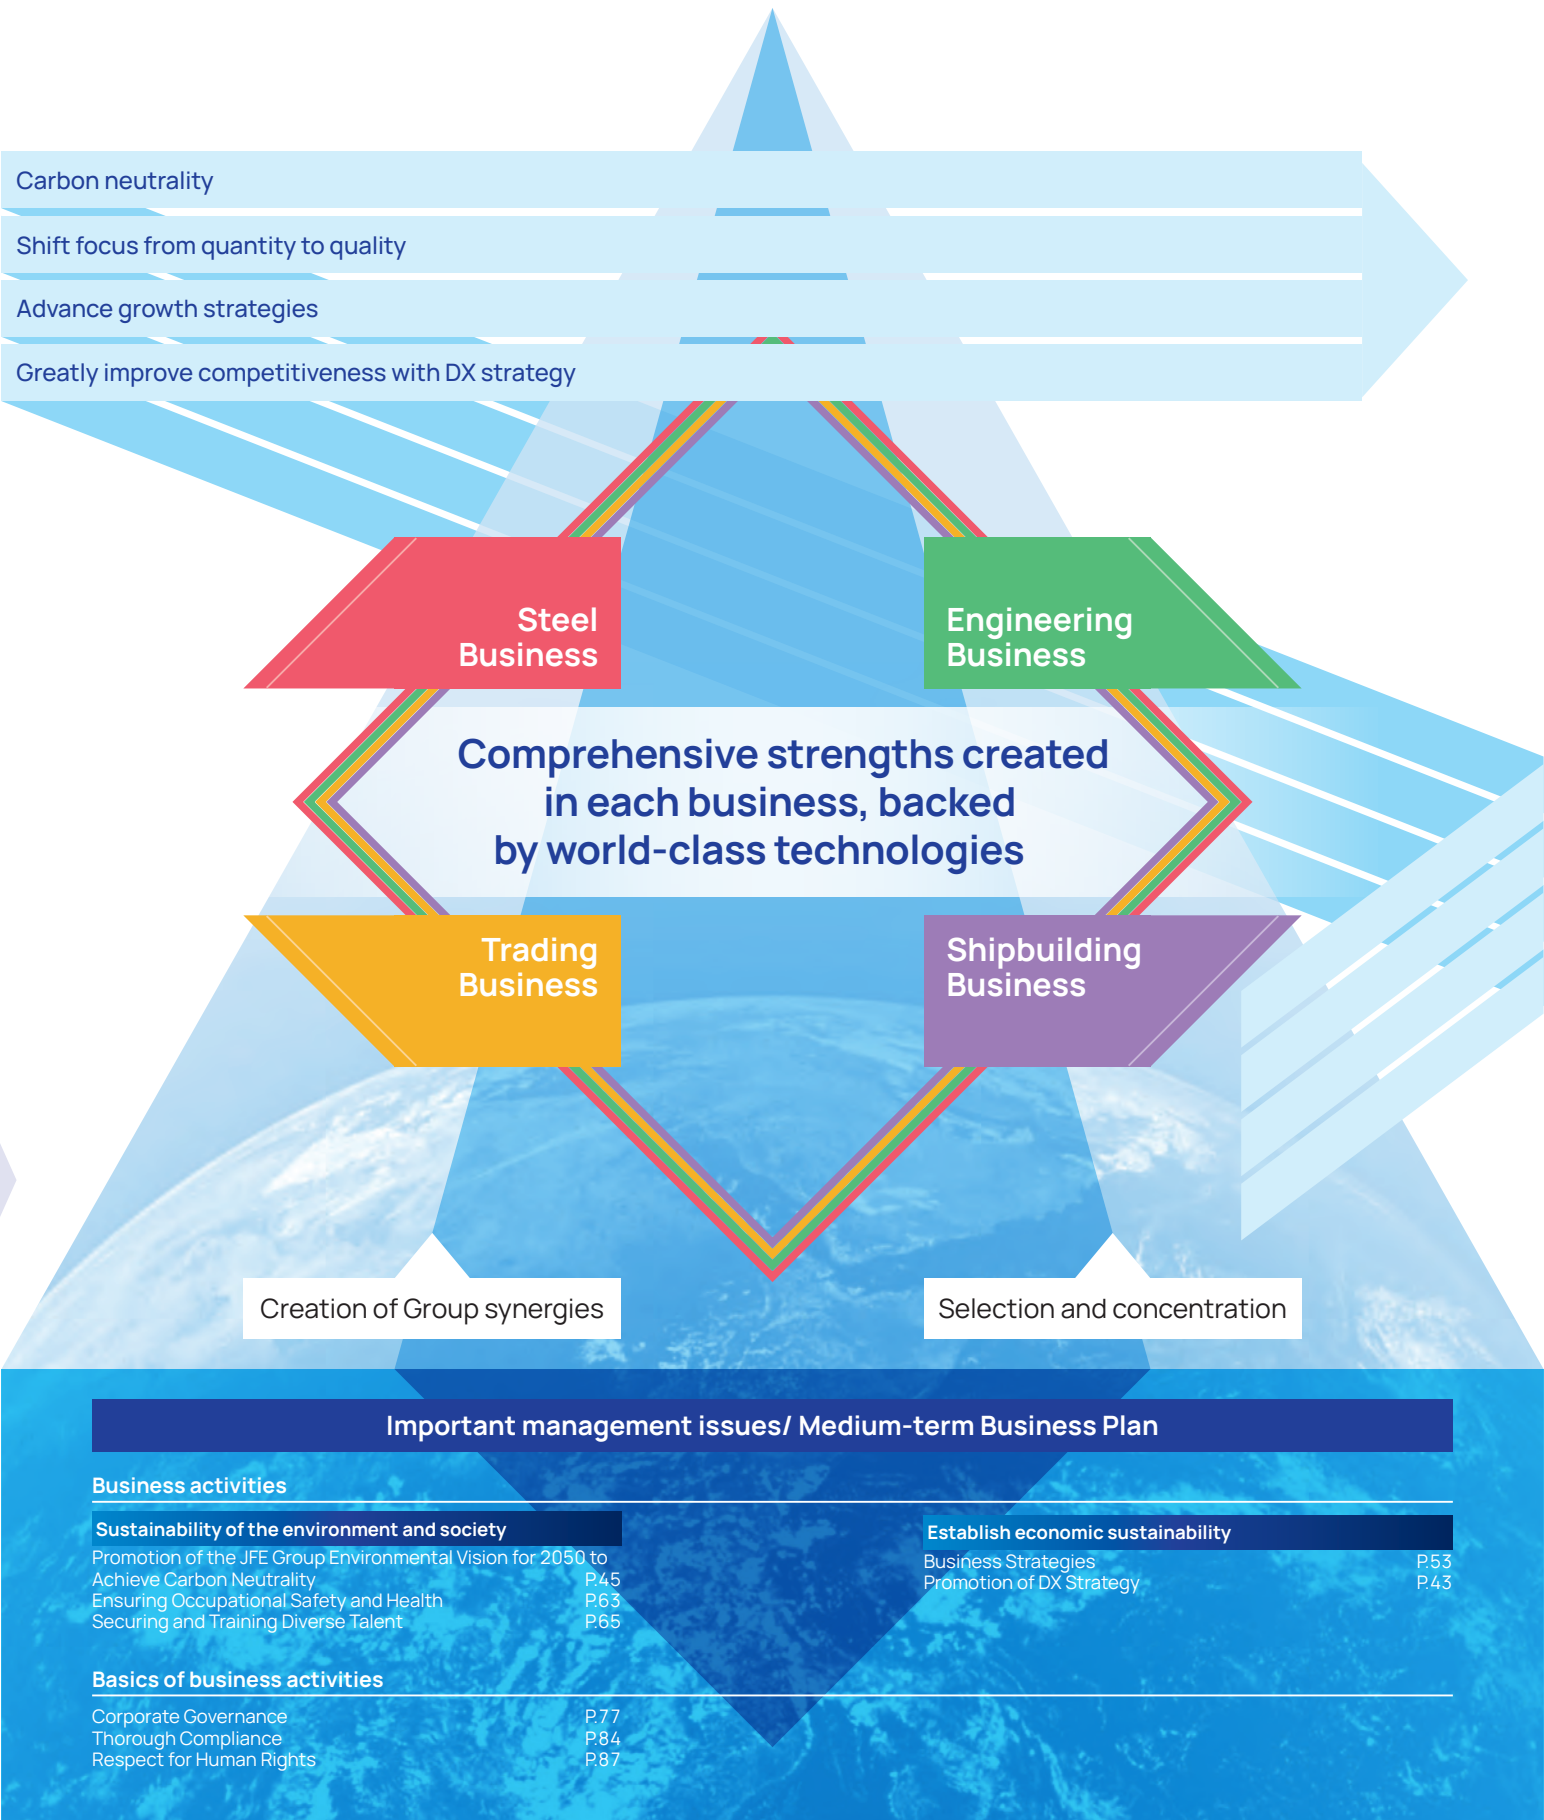 Carbon neutrality
Shift focus from quantity to quality
Advance growth strategies
Greatly improve competitiveness with DX strategy
Steel
Business
Engineering
Business
Comprehensive strengths created
in each business, backed
by world-class technologies
Trading
Business
Shipbuilding
Business
Creation of Group synergies
Selection and concentration
Important management issues/ Medium-term Business Plan
Business activities
Sustainability of the environment and society
Promotion of the JFE Group Environmental Vision for 2050 to
Achieve Carbon Neutrality P.45
Ensuring Occupational Safety and Health P.63
Securing and Training Diverse Talent P.65
Establish economic sustainability
Business Strategies P.53
Promotion of DX Strategy P.43
Basics of business activities
Corporate Governance P.77
Thorough Compliance P.84
Respect for Human Rights P.87